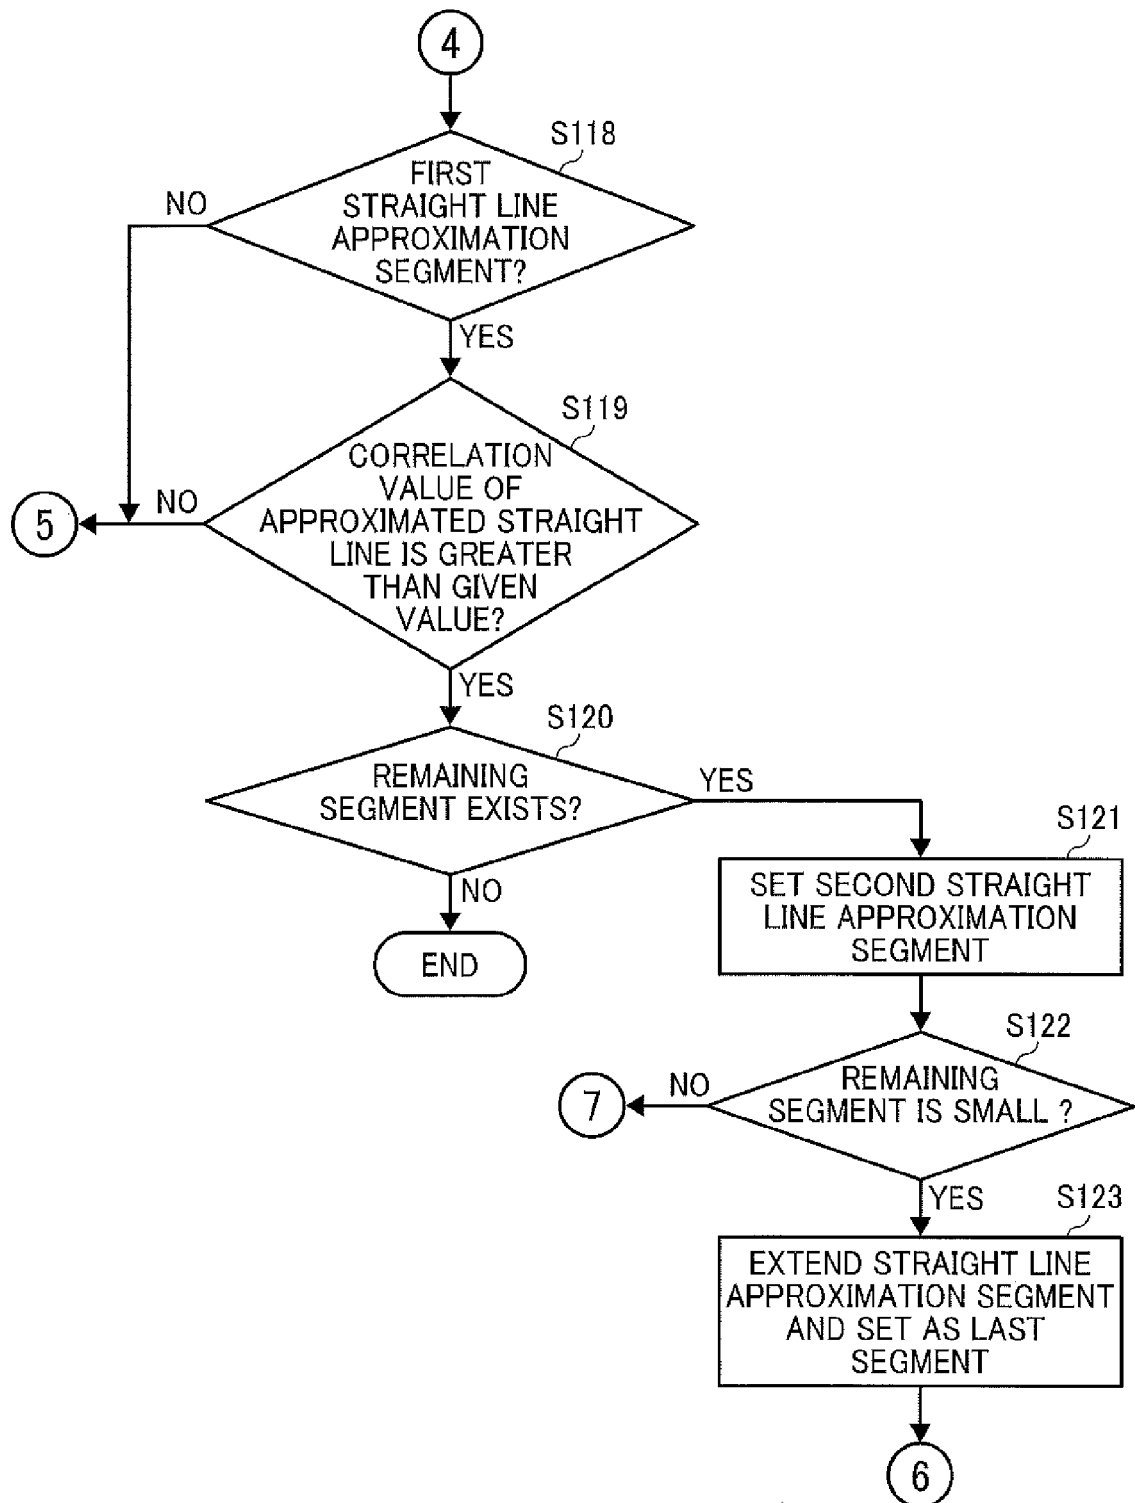 4
S118
FIRST
STRAIGHT LINE
APPROXIMATION
SEGMENT?
NO
YES
S119
CORRELATION
VALUE OF
APPROXIMATED STRAIGHT
LINE IS GREATER
THAN GIVEN
VALUE?
NO
5
YES
S120
REMAINING
SEGMENT EXISTS?
YES
NO
END
S121
SET SECOND STRAIGHT
LINE APPROXIMATION
SEGMENT
S122
REMAINING
SEGMENT IS SMALL ?
NO
7
YES
S123
EXTEND STRAIGHT LINE
APPROXIMATION SEGMENT
AND SET AS LAST
SEGMENT
6